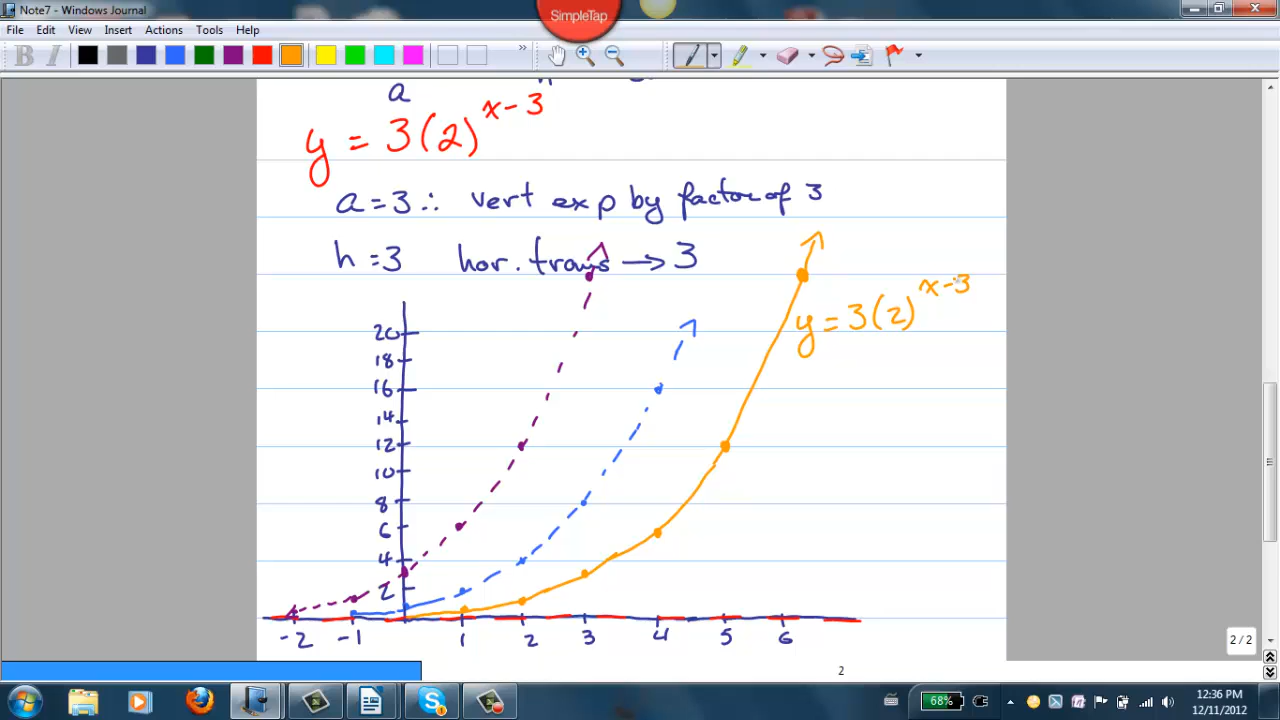 Note7 - Windows Journal
SimpleTap
File Edit View Insert Actions Tools Help
B I
a
y = 3(2)^{x-3}
a = 3 ∴ vert exp by factor of 3
h = 3 hor. trans → 3
y = 3(2)^{x-3}
20
18
16
14
12
10
8
6
4
2
-2 -1 1 2 3 4 5 6
2 / 2
2
68%
12:36 PM
12/11/2012